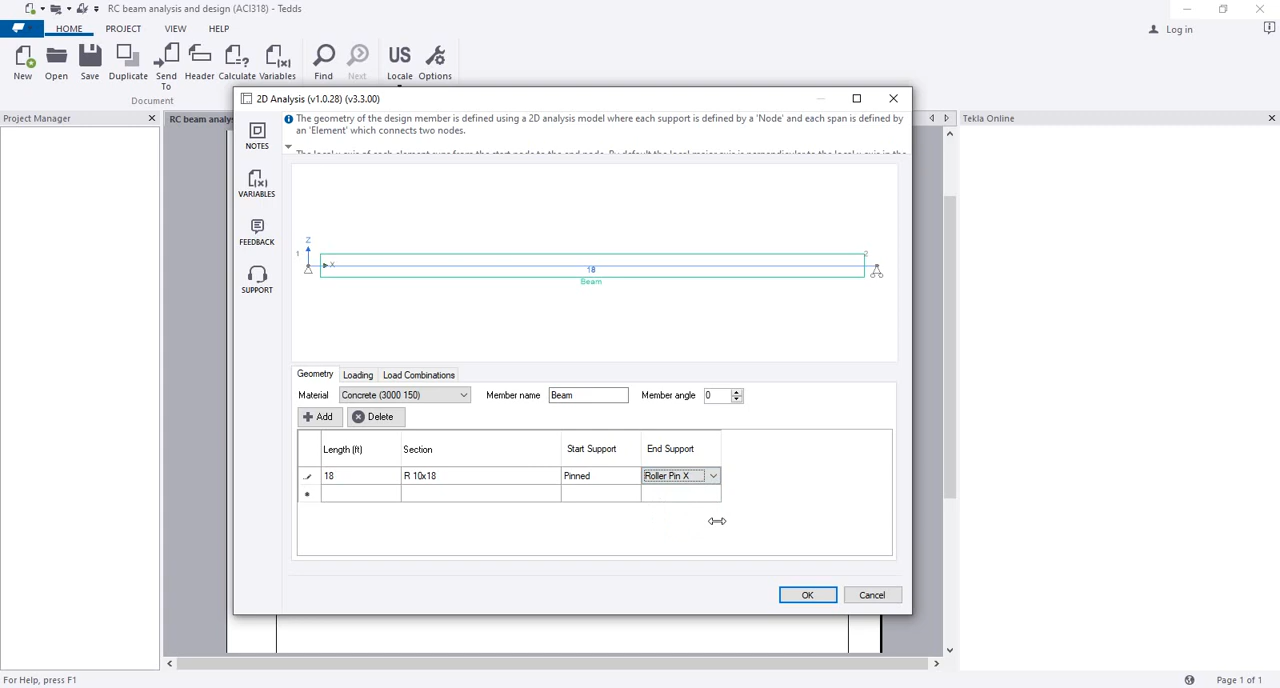 RC beam analysis and design (ACI318) - Tedds
HOME PROJECT VIEW HELP
Log in
New Open Save Duplicate Send To Header Calculate Variables Find Next Locale Options
US
Document
Project Manager
RC beam analys
Tekla Online
2D Analysis (v1.0.28) (v3.3.00)
The geometry of the design member is defined using a 2D analysis model where each support is defined by a 'Node' and each span is defined by
an 'Element' which connects two nodes.
NOTES
VARIABLES
FEEDBACK
SUPPORT
Z
1
X
2
18
Beam
Geometry Loading Load Combinations
Material Concrete (3000 150) Member name Beam Member angle 0
Add Delete
Length (ft) Section Start Support End Support
18 R 10x18 Pinned Roller Pin X
OK Cancel
For Help, press F1
Page 1 of 1